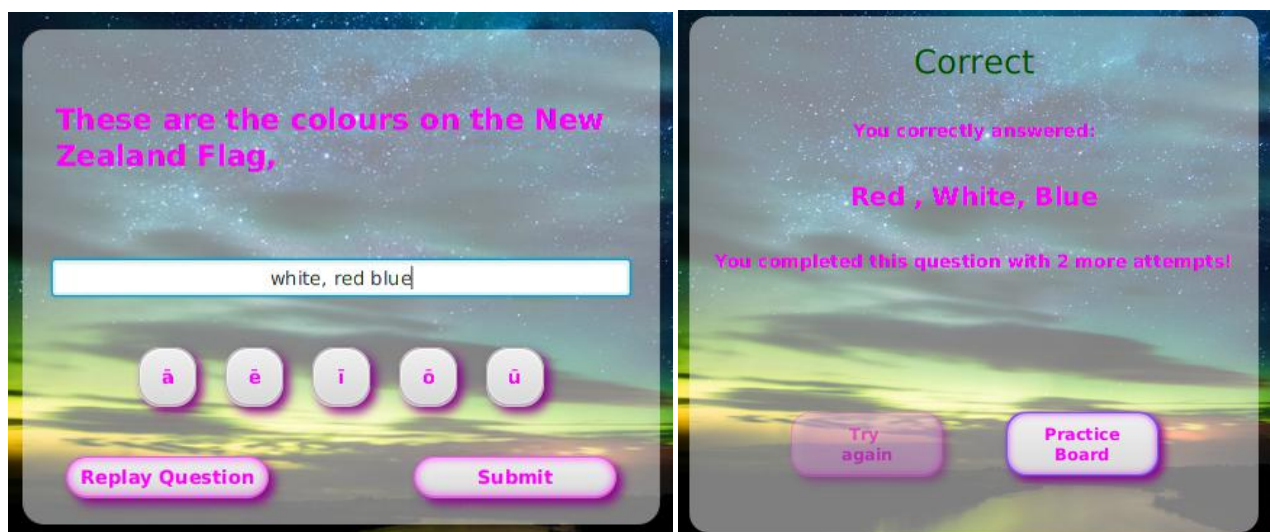 These are the colours on the New
Zealand Flag,
white, red blue
ā ē ī ō ū
Replay Question Submit
Correct
You correctly answered:
Red , White, Blue
You completed this question with 2 more attempts!
Try
again
Practice
Board